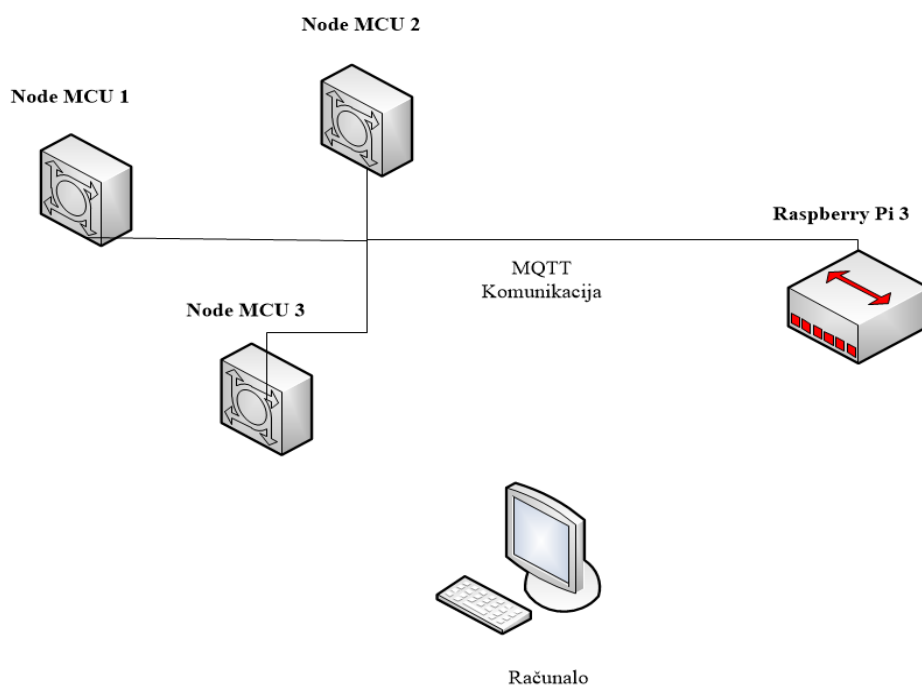 Node MCU 2
Node MCU 1
Raspberry Pi 3
MQTT
Komunikacija
Node MCU 3
Računalo